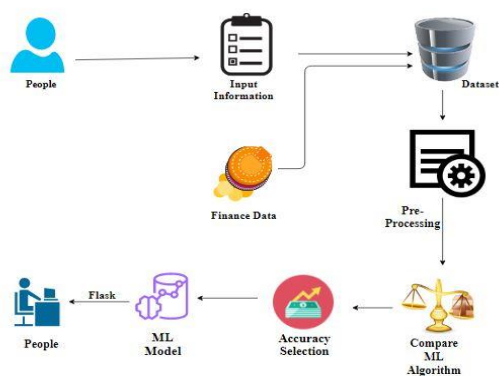 People
Input
Information
Dataset
Finance Data
Pre-
Processing
Flask
People
ML
Model
Accuracy
Selection
Compare
ML
Algorithm